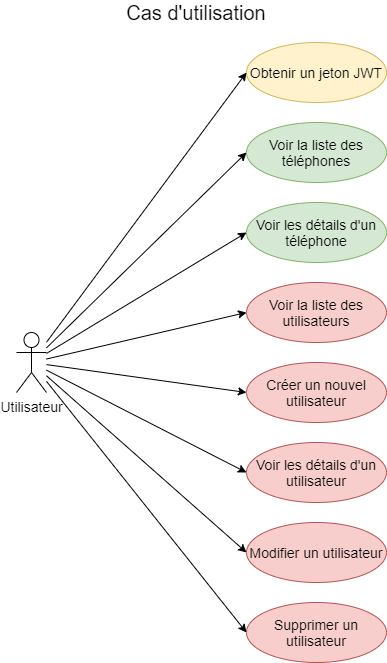 Cas d'utilisation
Obtenir un jeton JWT
Voir la liste des
téléphones
Voir les détails d'un
téléphone
Voir la liste des
utilisateurs
Créer un nouvel
utilisateur
Utilisateur
Voir les détails d'un
utilisateur
Modifier un utilisateur
Supprimer un
utilisateur